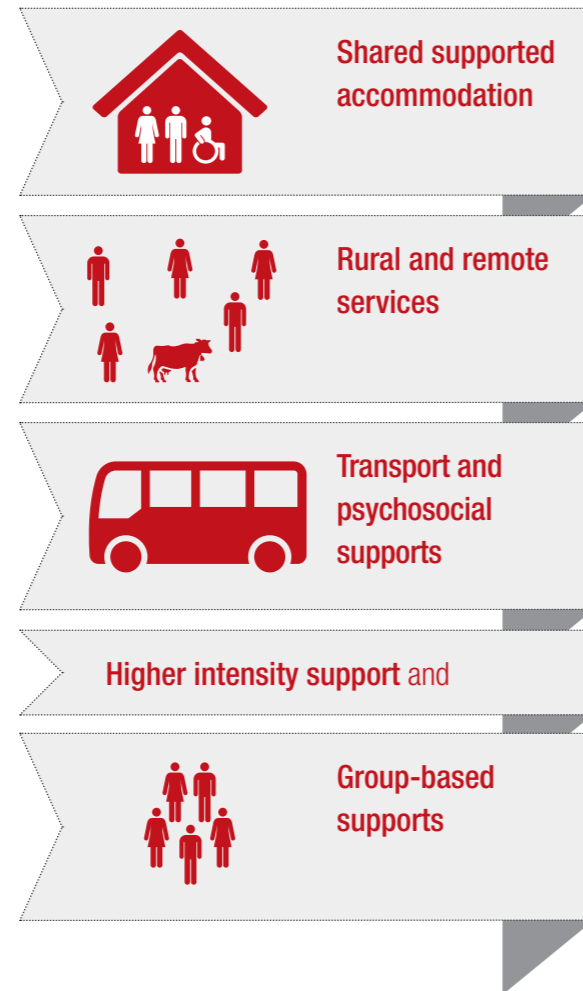 Shared supported
accommodation
Rural and remote
services
Transport and
psychosocial
supports
Higher intensity support and
Group-based
supports